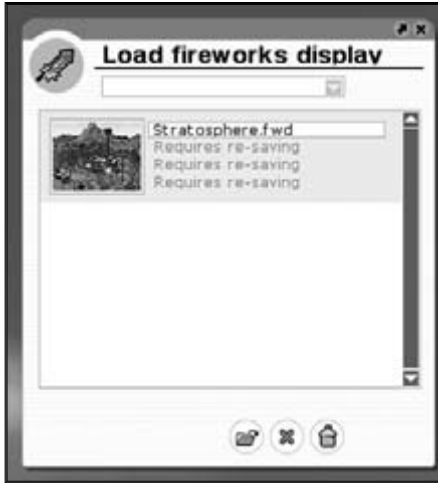 Load fireworks display
Stratosphere.fwd
Requires re-saving
Requires re-saving
Requires re-saving